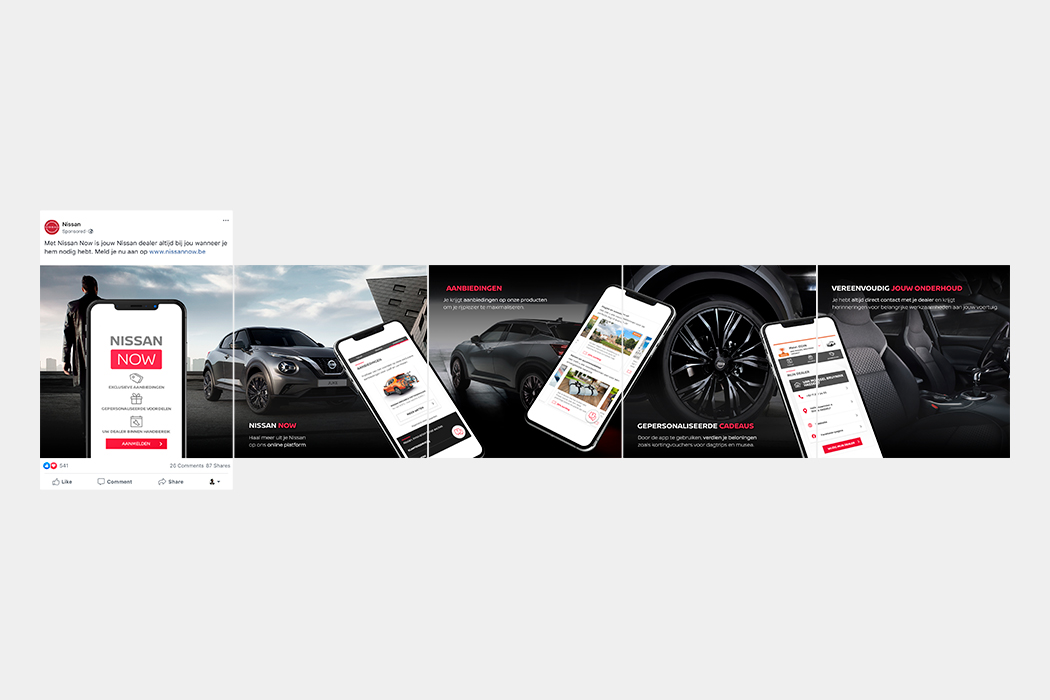 Nissan
Sponsored ·
Met Nissan Now is jouw Nissan dealer altijd bij jou wanneer je
hem nodig hebt. Meld je nu aan op www.nissannow.be
NISSAN
NOW
EXCLUSIEVE AANBIEDINGEN
GEPERSONALISEERDE VOORDELEN
UW DEALER BINNEN HANDBEREIK
AANMELDEN
541
26 Comments 87 Shares
Like
Comment
Share
NISSAN NOW
Haal meer uit je Nissan
op ons online platform
AANBIEDINGEN
Je krijgt aanbiedingen op onze producten
om je rijplezier te maximaliseren.
GEPERSONALISEERDE CADEAUS
Door de app te gebruiken, verdien je beloningen
zoals kortingvouchers voor dagtrips en musea.
MIJN DEALER
VEREENVOUDIG JOUW ONDERHOUD
Je hebt altijd direct contact met je dealer en krijgt
herinneringen voor belangrijke werkzaamheden aan jouw voertuig.